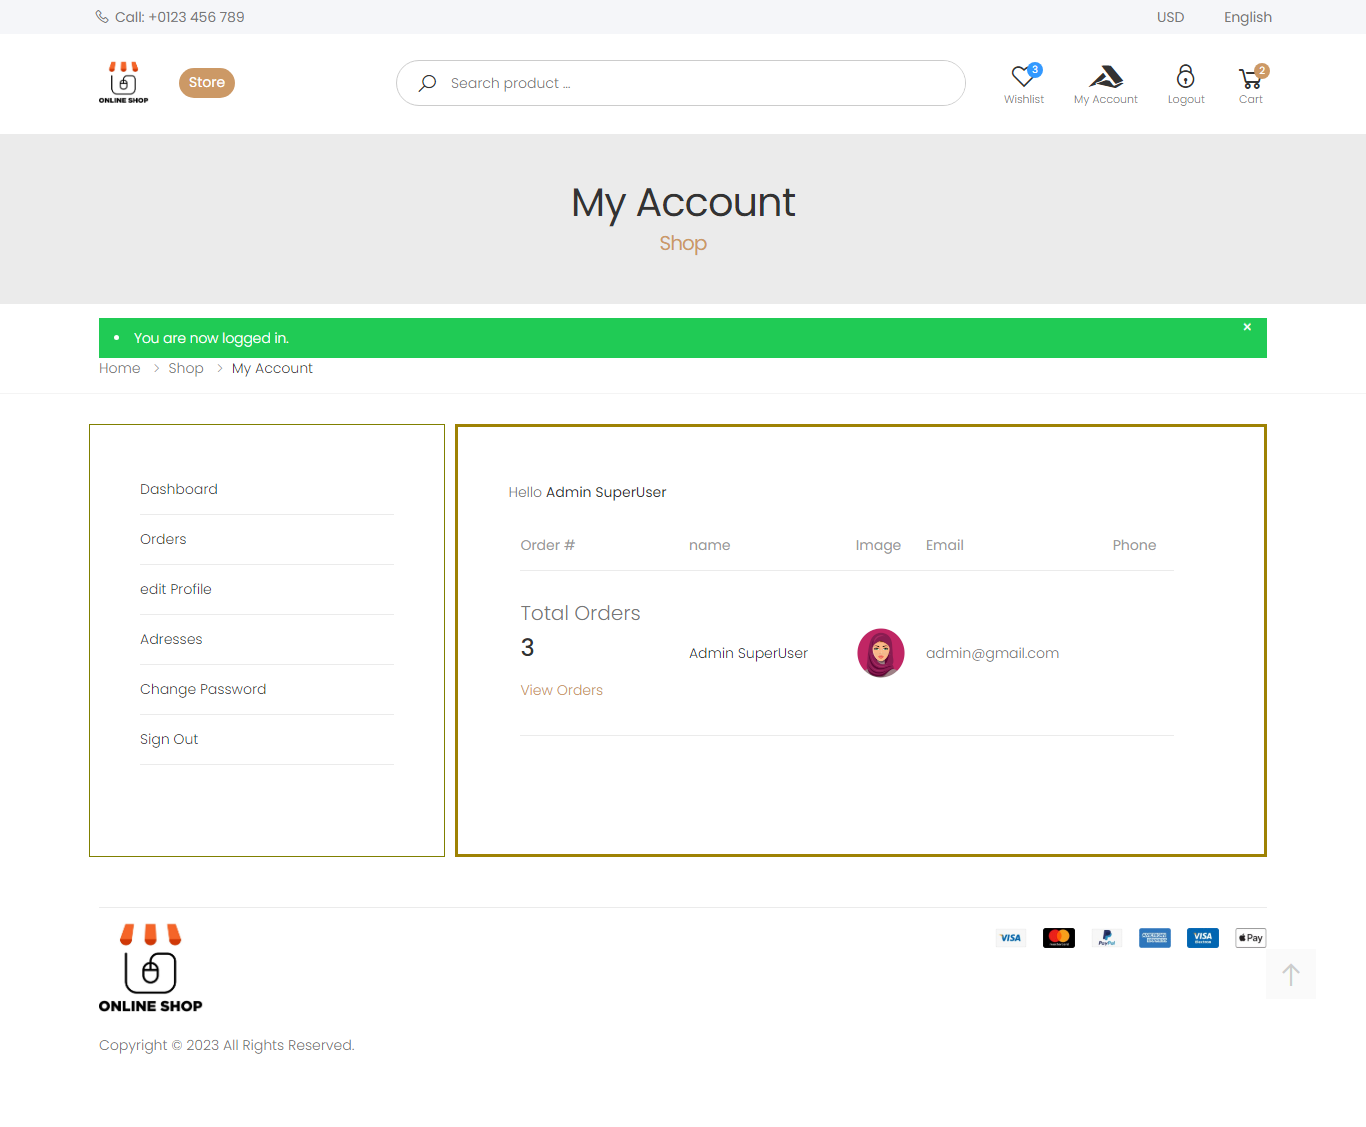 Call: +0123 456 789
USD English
ONLINE SHOP
Store
Search product ...
3
Wishlist
My Account
Logout
2
Cart
My Account
Shop
You are now logged in.
×
Home > Shop > My Account
Dashboard
Orders
edit Profile
Adresses
Change Password
Sign Out
Hello Admin SuperUser
Order # name Image Email Phone
Total Orders
3
Admin SuperUser admin@gmail.com
View Orders
VISA
PayPal
AMERICAN EXPRESS
VISA Electron
Pay
ONLINE SHOP
Copyright © 2023 All Rights Reserved.